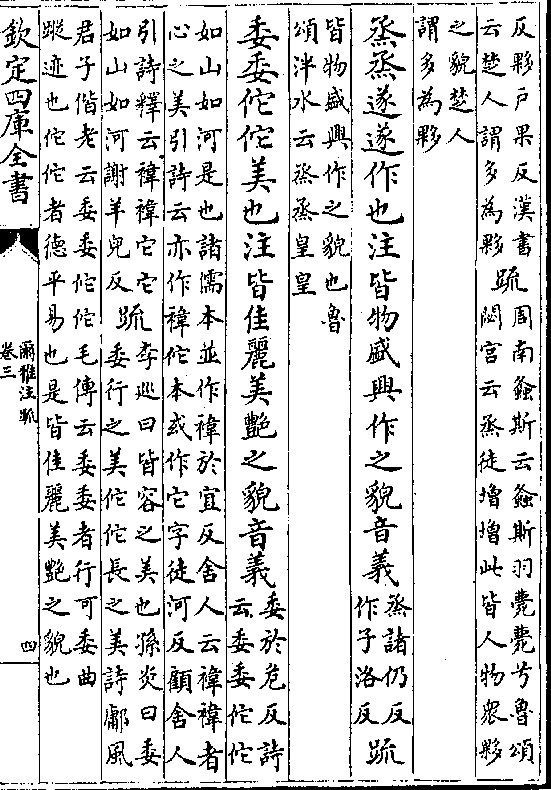 反夥戸果反漢書
云楚人謂多為夥
疏
周南螽斯云螽斯羽薨薨兮魯頌
閟宮云烝徒增增此皆人物衆夥
之貌楚人
謂多為夥
烝烝遂遂作也注皆物盛興作之貌音義
烝諸仍反
作子洛反
疏
皆物盛興作之貌也魯
頌泮水云烝烝皇皇
委委佗佗美也注皆佳麗美艷之貌音義
委於危反詩
云委委佗佗
如山如河是也諸儒本並作禕於宜反舍人云禕禕者
心之美引詩云亦作禕佗本或作它字徒河反顧舍人
引詩釋云禕禕它它
如山如河謝羊兒反
疏
李巡曰皆容之美也孫炎曰委
委行之美佗佗長之美詩鄘風
君子偕老云委委佗佗毛傳云委委者行可委曲
蹤迹也佗佗者德平易也是皆佳麗美艷之貌也
欽定四庫全書
爾雅注疏
卷三
四